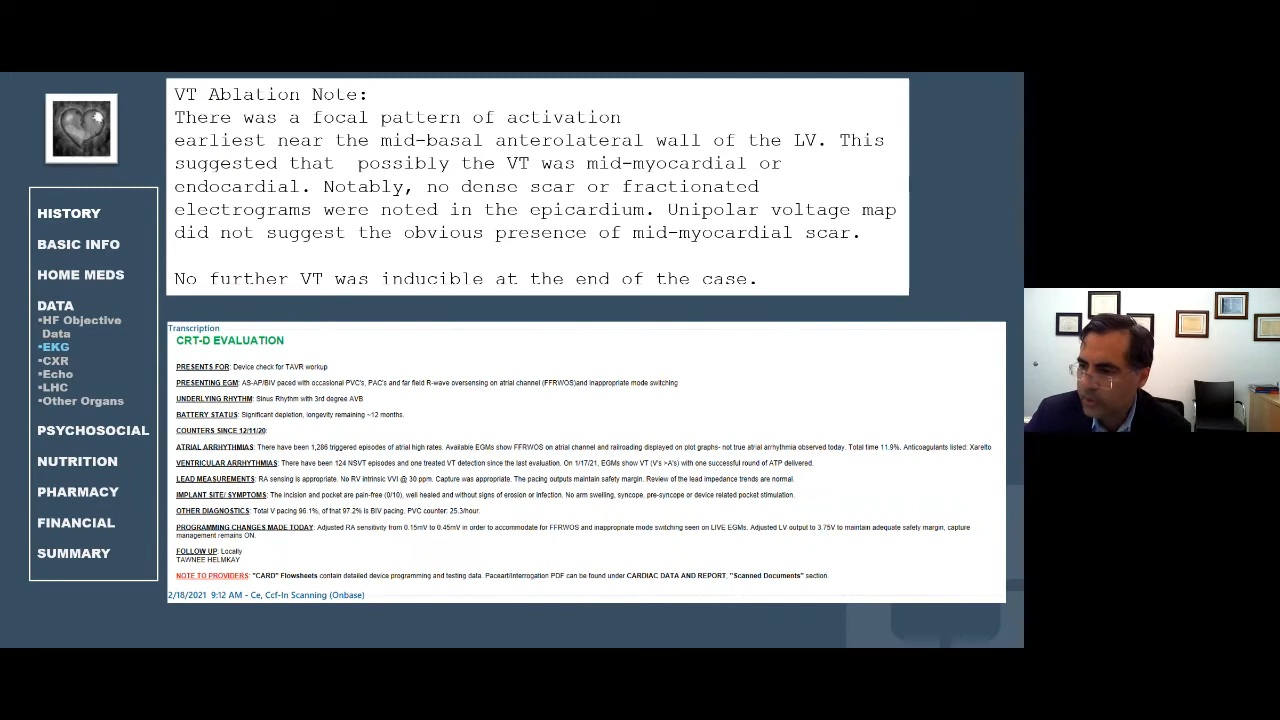 HISTORY
BASIC INFO
HOME MEDS
DATA
▪HF Objective
Data
▪EKG
▪CXR
▪Echo
▪LHC
▪Other Organs
PSYCHOSOCIAL
NUTRITION
PHARMACY
FINANCIAL
SUMMARY
VT Ablation Note:
There was a focal pattern of activation
earliest near the mid-basal anterolateral wall of the LV. This
suggested that possibly the VT was mid-myocardial or
endocardial. Notably, no dense scar or fractionated
electrograms were noted in the epicardium. Unipolar voltage map
did not suggest the obvious presence of mid-myocardial scar.
No further VT was inducible at the end of the case.
Transcription
CRT-D EVALUATION
PRESENTS FOR: Device check for TAVR workup
PRESENTING EGM: AS-AP/BIV paced with occasional PVC's, PAC's and far field R-wave oversensing on atrial channel (FFRWOS)and inappropriate mode switching
UNDERLYING RHYTHM: Sinus Rhythm with 3rd degree AVB
BATTERY STATUS: Significant depletion, longevity remaining ~12 months.
COUNTERS SINCE 12/11/20:
ATRIAL ARRHYTHMIAS: There have been 1,286 triggered episodes of atrial high rates. Available EGMs show FFRWOS on atrial channel and railroading displayed on plot graphs- not true atrial arrhythmia observed today. Total time 11.9%. Anticoagulants listed: Xarelto
VENTRICULAR ARRHYTHMIAS: There have been 124 NSVT episodes and one treated VT detection since the last evaluation. On 1/17/21, EGMs show VT (V's >A's) with one successful round of ATP delivered.
LEAD MEASUREMENTS: RA sensing is appropriate. No RV intrinsic VVI @ 30 ppm. Capture was appropriate. The pacing outputs maintain safety margin. Review of the lead impedance trends are normal.
IMPLANT SITE/ SYMPTOMS: The incision and pocket are pain-free (0/10), well healed and without signs of erosion or infection. No arm swelling, syncope, pre-syncope or device related pocket stimulation.
OTHER DIAGNOSTICS: Total V pacing 96.1%, of that 97.2% is BIV pacing. PVC counter: 25.3/hour.
PROGRAMMING CHANGES MADE TODAY: Adjusted RA sensitivity from 0.15mV to 0.45mV in order to accommodate for FFRWOS and inappropriate mode switching seen on LIVE EGMs. Adjusted LV output to 3.75V to maintain adequate safety margin, capture
management remains ON.
FOLLOW UP: Locally
TAWNEE HELMKAY
NOTE TO PROVIDERS: "CARD" Flowsheets contain detailed device programming and testing data. Paceart/Interrogation PDF can be found under CARDIAC DATA AND REPORT, "Scanned Documents" section.
2/18/2021 9:12 AM - Ce, Ccf-In Scanning (Onbase)